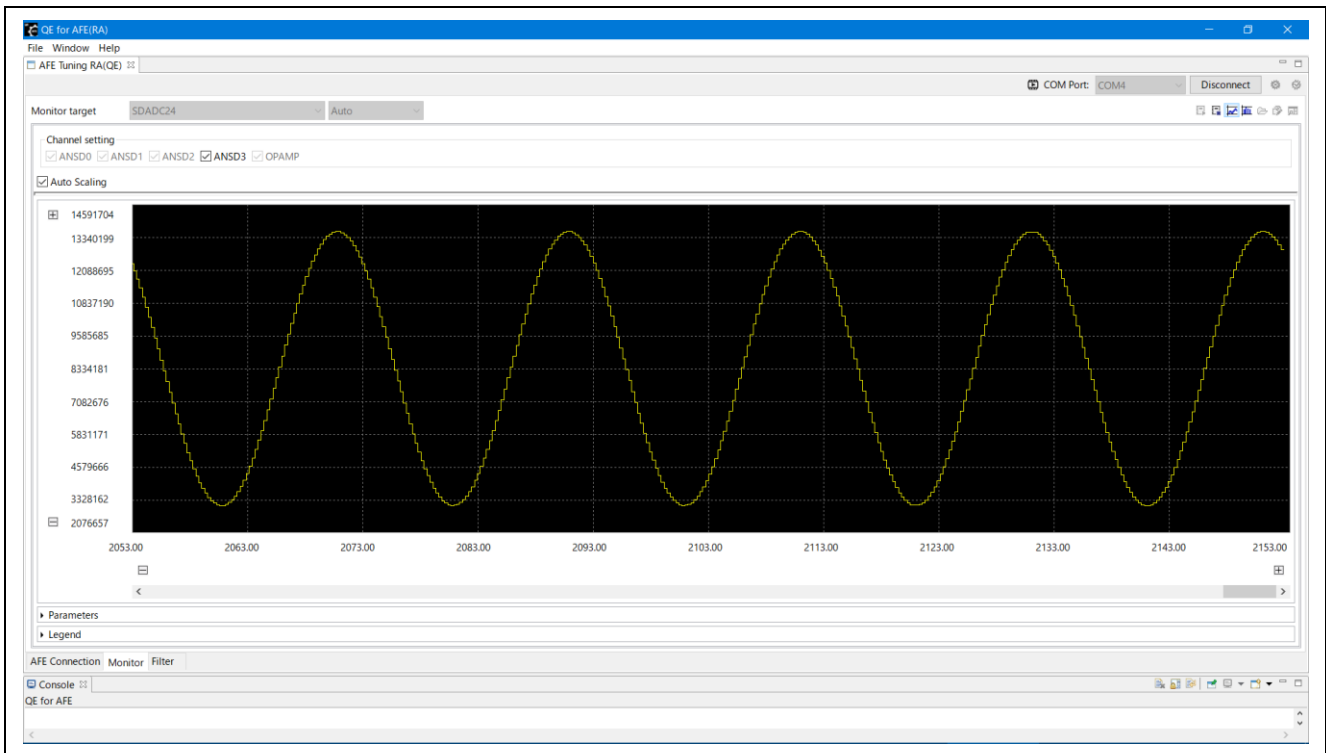 QE for AFE(RA)
File Window Help
AFE Tuning RA(QE)
COM Port: COM4 Disconnect
Monitor target SDADC24 Auto
Channel setting
ANSD0 ANSD1 ANSD2 ANSD3 OPAMP
Auto Scaling
14591704
13340199
12088695
10837190
9585685
8334181
7082676
5831171
4579666
3328162
2076657
2053.00 2063.00 2073.00 2083.00 2093.00 2103.00 2113.00 2123.00 2133.00 2143.00 2153.00
Parameters
Legend
AFE Connection Monitor Filter
Console
QE for AFE